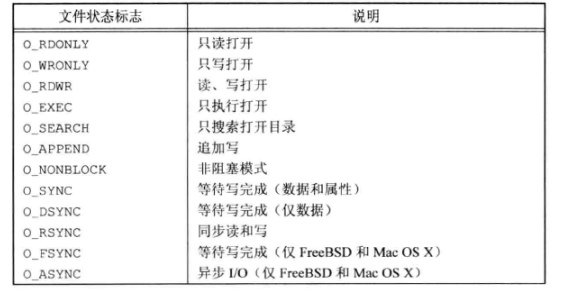 文件状态标志 说明
O_RDONLY 只读打开
O_WRONLY 只写打开
O_RDWR 读、写打开
O_EXEC 只执行打开
O_SEARCH 只搜索打开目录
O_APPEND 追加写
O_NONBLOCK 非阻塞模式
O_SYNC 等待写完成（数据和属性）
O_DSYNC 等待写完成（仅数据）
O_RSYNC 同步读和写
O_FSYNC 等待写完成（仅 FreeBSD 和 Mac OS X）
O_ASYNC 异步 I/O（仅 FreeBSD 和 Mac OS X）